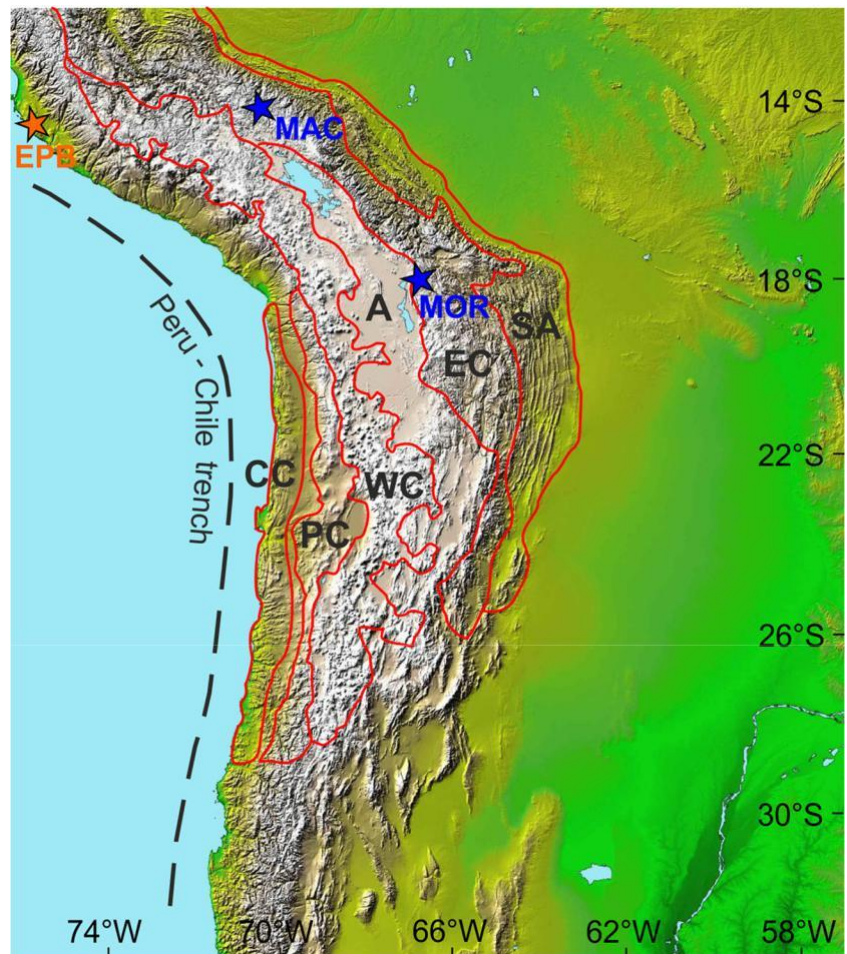 14°S
MAC
EPB
18°S
MOR
A
SA
Peru - Chile trench
EC
22°S
CC
WC
PC
26°S
30°S
74°W
70°W
66°W
62°W
58°W